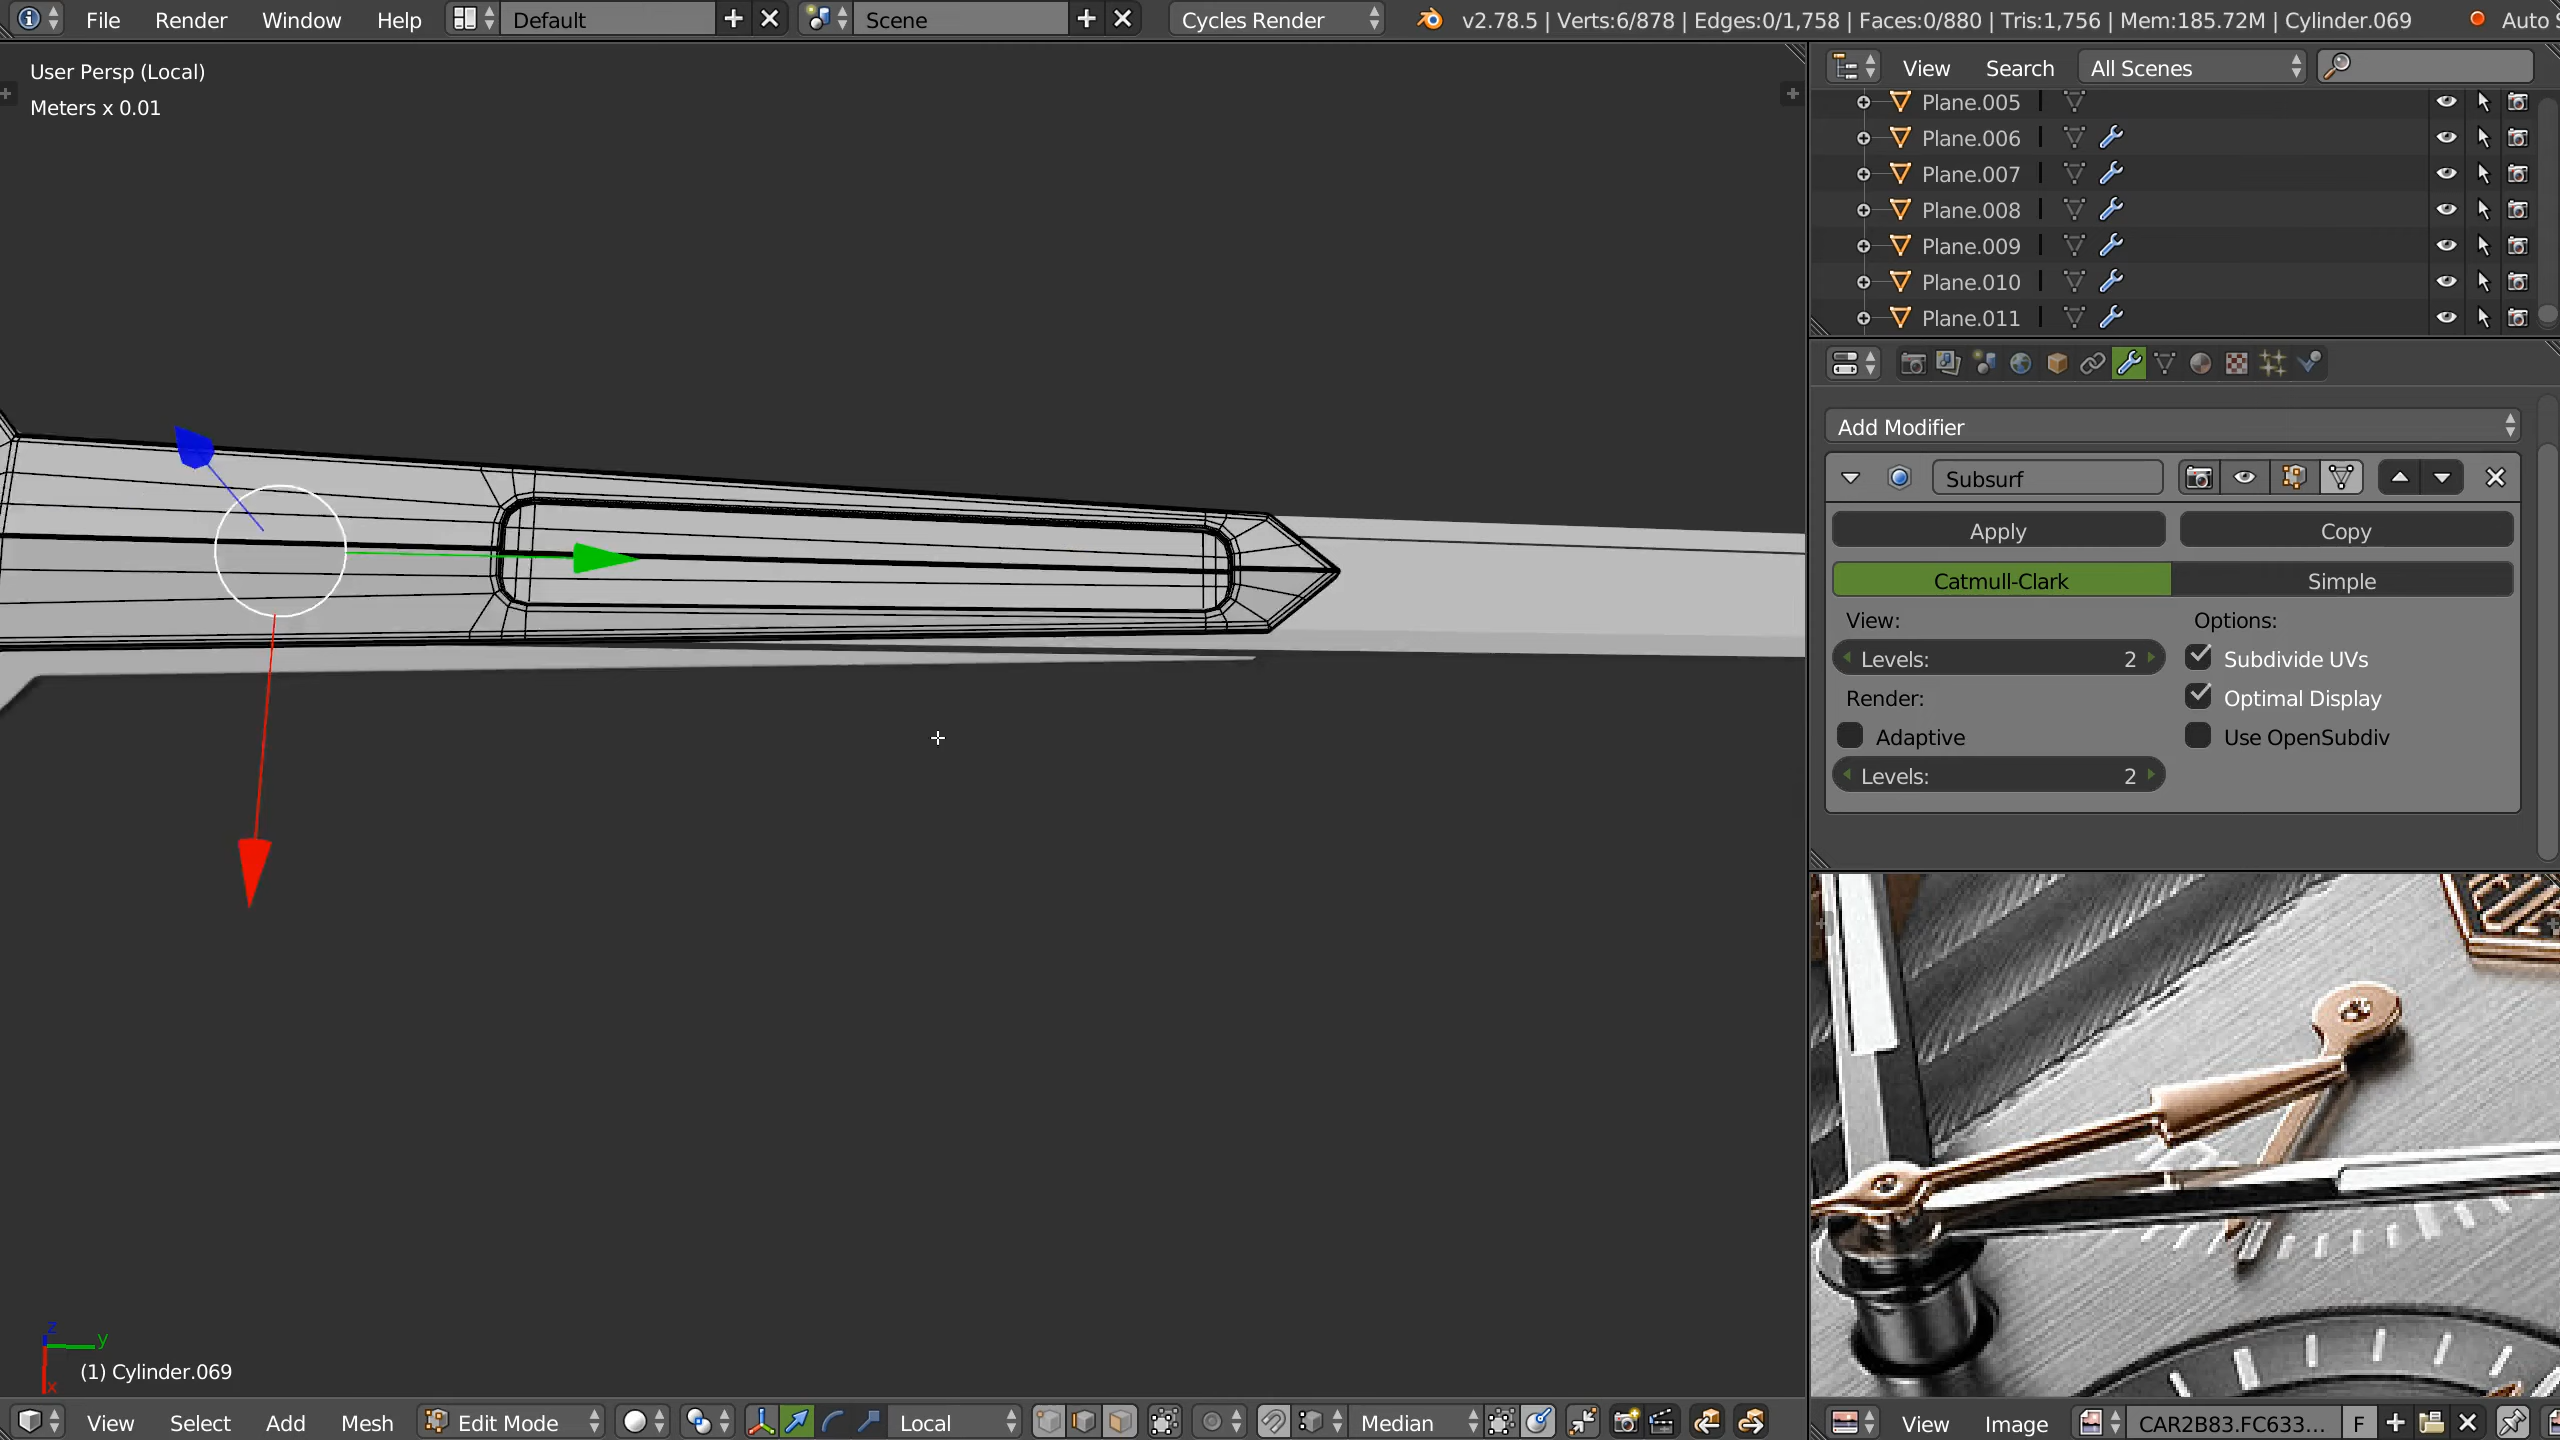 File Render Window Help Default Scene Cycles Render v2.78.5 | Verts:6/878 | Edges:0/1,758 | Faces:0/880 | Tris:1,756 | Mem:185.72M | Cylinder.069 Auto
User Persp (Local)
Meters x 0.01
View Search All Scenes
Plane.005
Plane.006
Plane.007
Plane.008
Plane.009
Plane.010
Plane.011
Add Modifier
Subsurf
Apply Copy
Catmull-Clark Simple
View: Options:
Levels: 2 Subdivide UVs
Render: Optimal Display
Adaptive Use OpenSubdiv
Levels: 2
z
y
x
(1) Cylinder.069
View Select Add Mesh Edit Mode Local Median
View Image CAR2B83.FC633... F